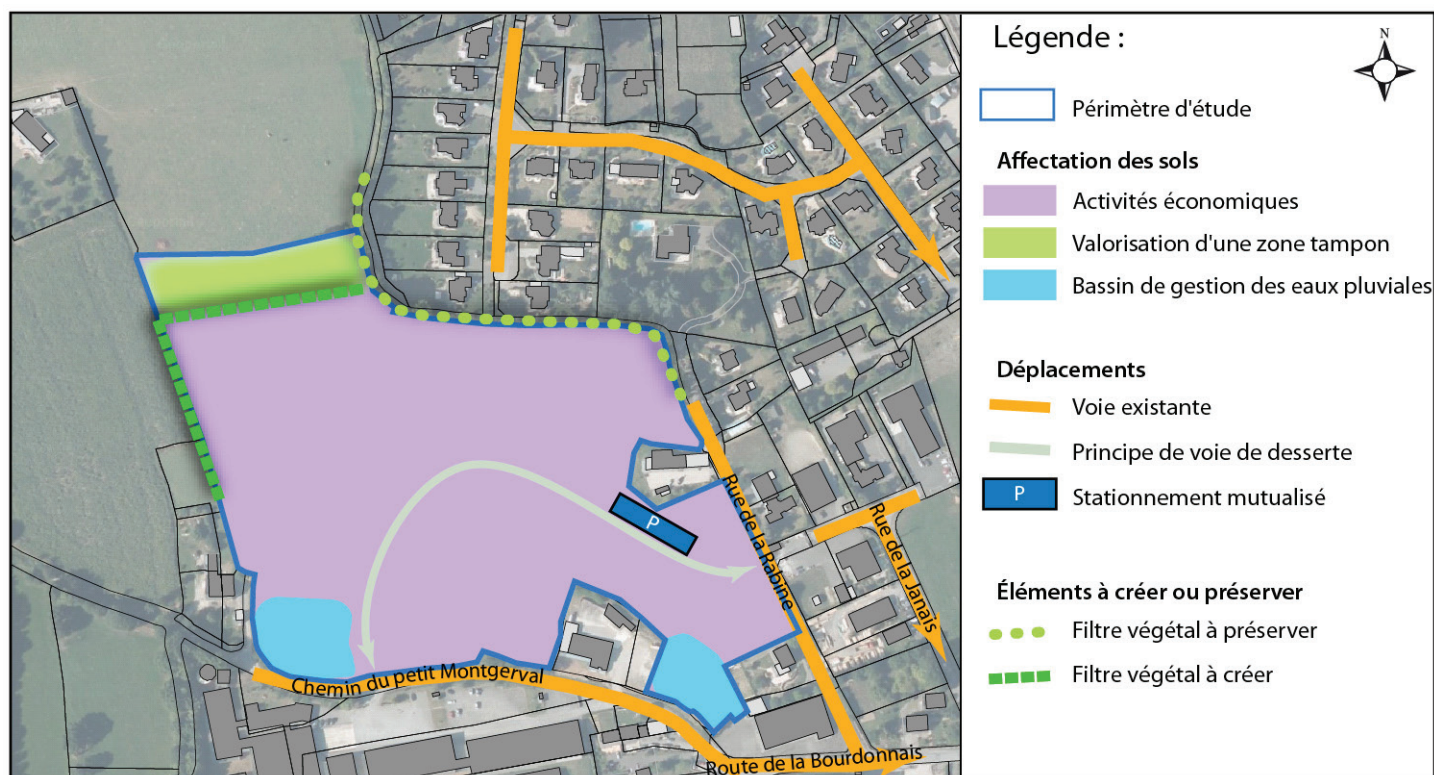 Légende :
N
Périmètre d'étude
Affectation des sols
Activités économiques
Valorisation d'une zone tampon
Bassin de gestion des eaux pluviales
Déplacements
Voie existante
Principe de voie de desserte
P
Stationnement mutualisé
Éléments à créer ou préserver
Filtre végétal à préserver
Filtre végétal à créer
P
Rue de la Rabine
Rue de la Janais
Chemin du petit Montgerval
Route de la Bourdonnais